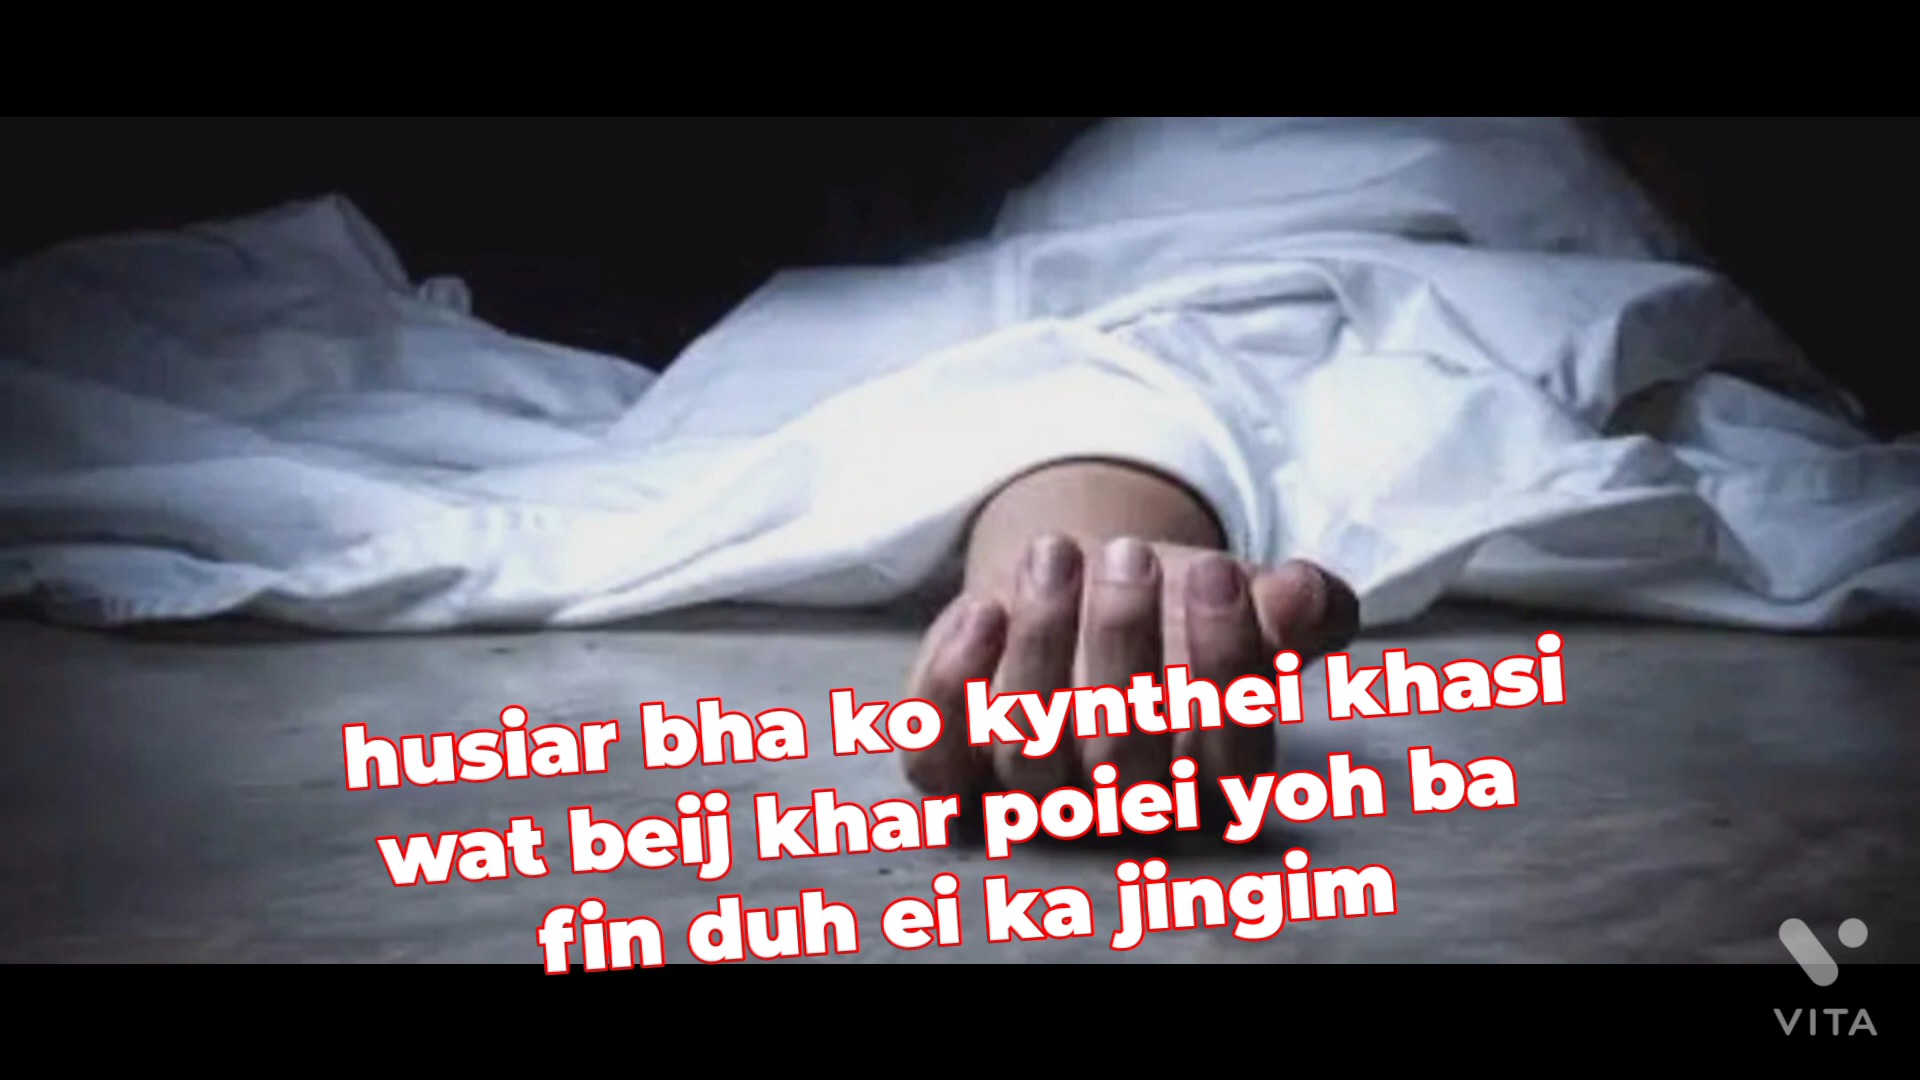 husiar bha ko kynthei khasi
wat beij khar poiei yoh ba
fin duh ei ka jingim
VITA